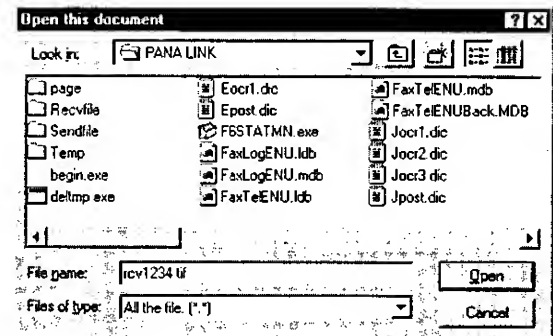 Open this document
Look in: PANA LINK
page
Recvfile
Sendfile
Temp
begin.exe
deltmp.exe
Eocr1.dic
Epost.dic
F6STATMN.exe
FaxLogENU.ldb
FaxLogENU.mdb
FaxTelENU.ldb
FaxTelENU.mdb
FaxTelENUBack.MDB
Jocr1.dic
Jocr2.dic
Jocr3.dic
Jpost.dic
File name: rcv1234.tif Open
Files of type: All the file. (*.*) Cancel